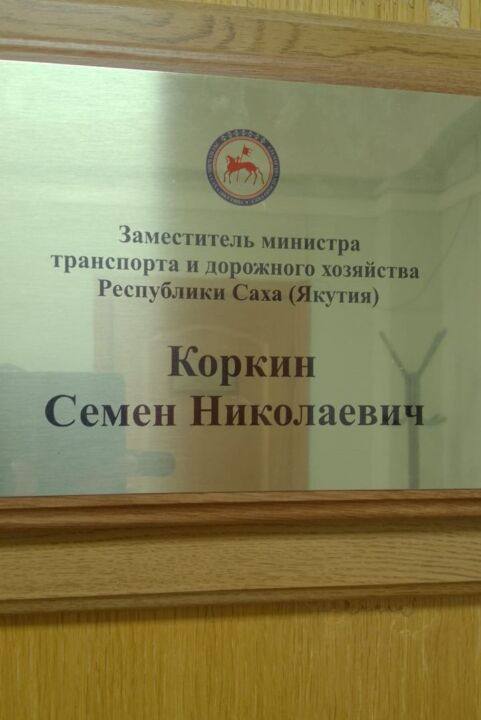 Заместитель министра
транспорта и дорожного хозяйства
Республики Саха (Якутия)
Коркин
Семен Николаевич